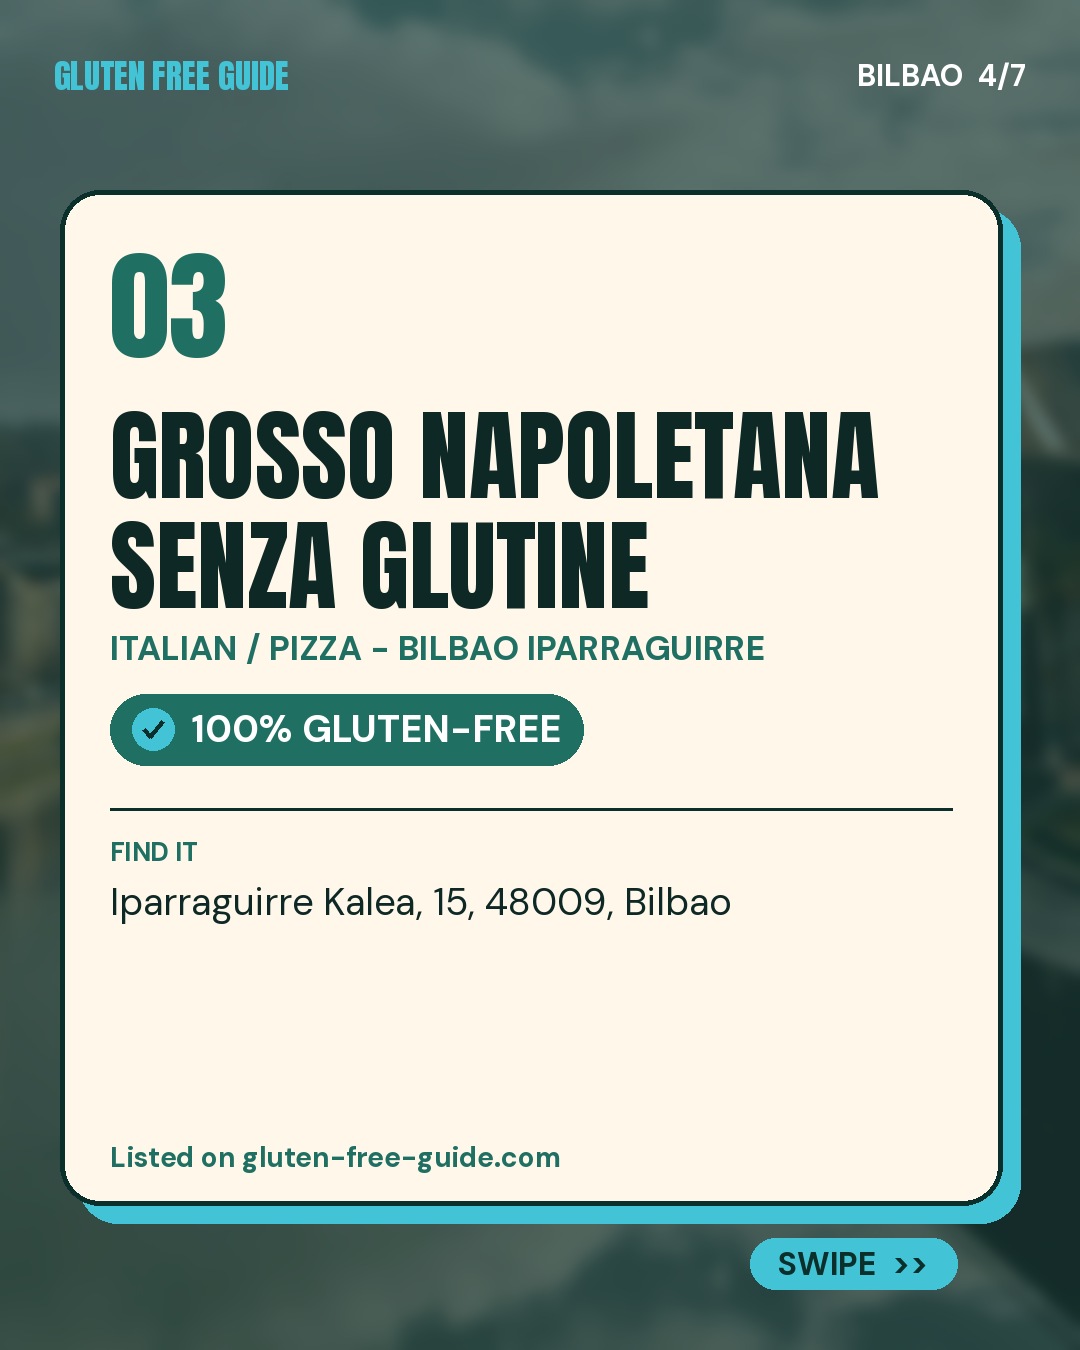 GLUTEN FREE GUIDE
BILBAO 4/7
03
GROSSO NAPOLETANA
SENZA GLUTINE
ITALIAN / PIZZA - BILBAO IPARRAGUIRRE
100% GLUTEN-FREE
FIND IT
Iparraguirre Kalea, 15, 48009, Bilbao
Listed on gluten-free-guide.com
SWIPE >>